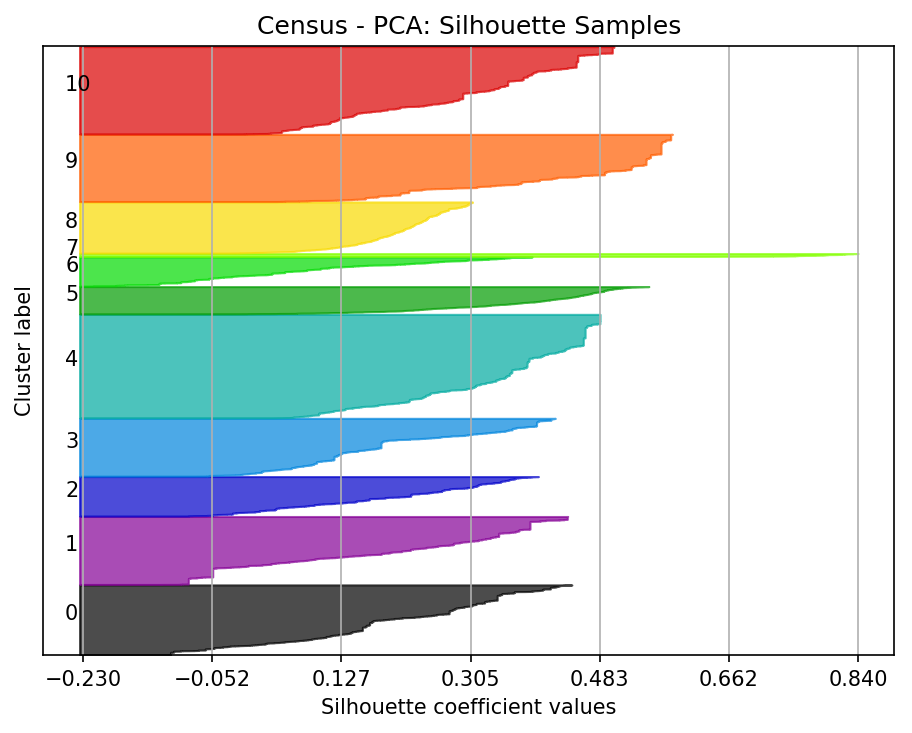 Census - PCA: Silhouette Samples
10
9
8
7
6
5
4
3
2
1
0
Cluster label
−0.230 −0.052 0.127 0.305 0.483 0.662 0.840
Silhouette coefficient values